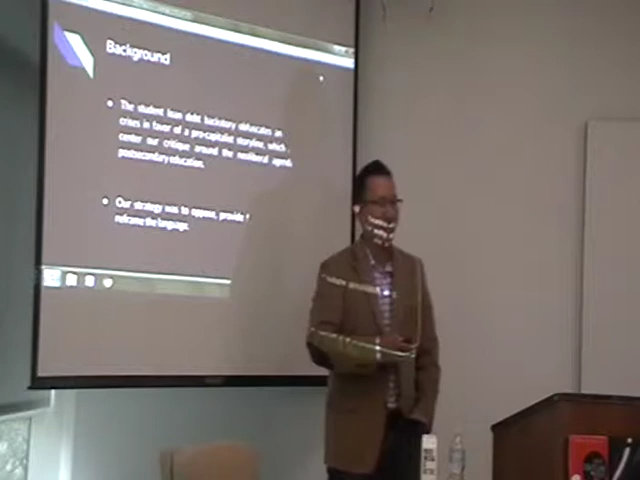 Background
The student loan debt backstory obfuscates an
crises in favor of a pro-capitalist storyline, which
center our critique around the neoliberal agenda
postsecondary education.
Our strategy was to oppose, provide
reframe the language.